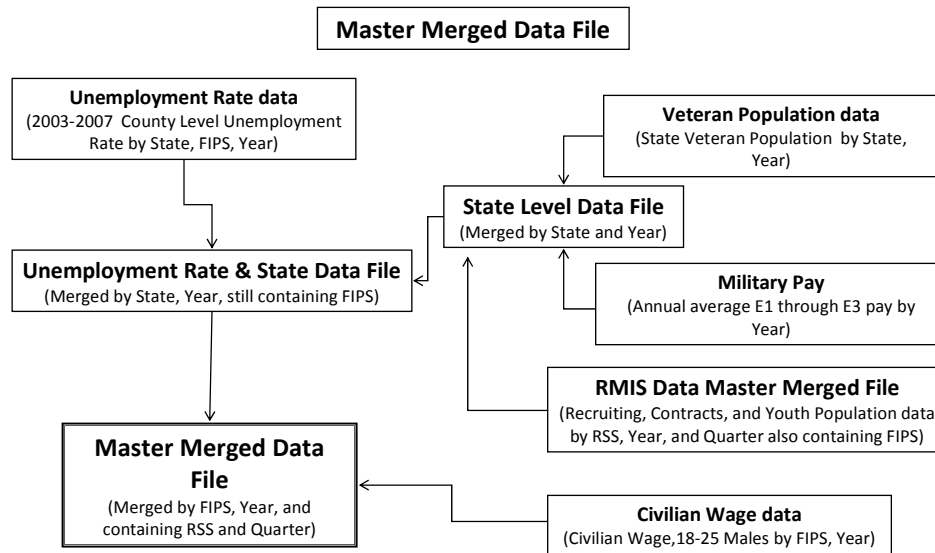 Master Merged Data File
Unemployment Rate data
(2003-2007 County Level Unemployment
Rate by State, FIPS, Year)
Veteran Population data
(State Veteran Population by State,
Year)
State Level Data File
(Merged by State and Year)
Unemployment Rate & State Data File
(Merged by State, Year, still containing FIPS)
Military Pay
(Annual average E1 through E3 pay by
Year)
RMIS Data Master Merged File
(Recruiting, Contracts, and Youth Population data
by RSS, Year, and Quarter also containing FIPS)
Master Merged Data
File
(Merged by FIPS, Year, and
containing RSS and Quarter)
Civilian Wage data
(Civilian Wage,18-25 Males by FIPS, Year)